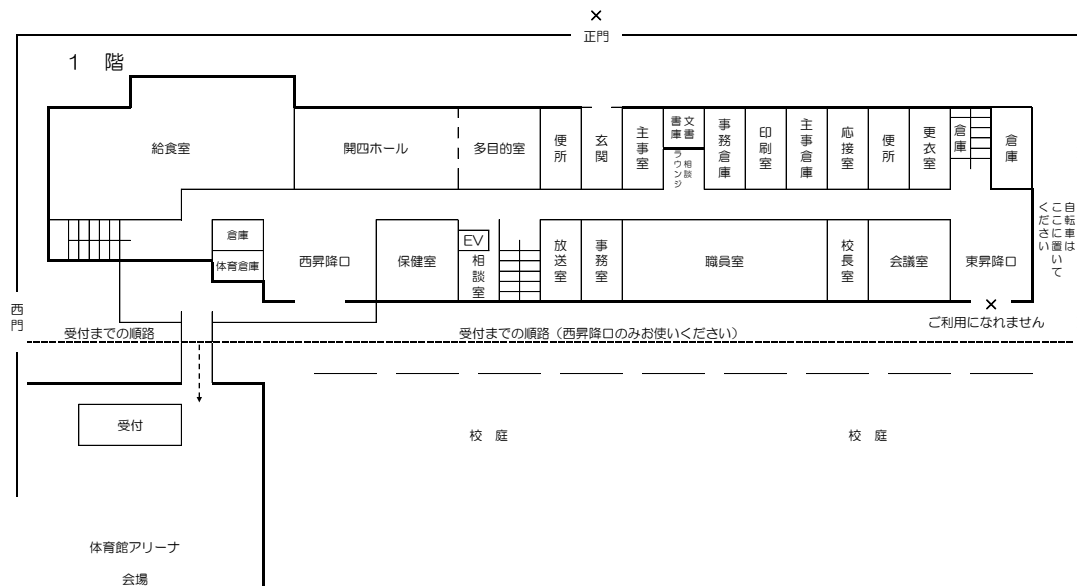 ×
正門
1 階
給食室
開四ホール
多目的室
便所
玄関
主事室
文書書庫
相談ラウンジ
事務倉庫
印刷室
主事倉庫
応接室
便所
更衣室
倉庫
倉庫
自転車は
ここに置いて
ください
倉庫
体育倉庫
西昇降口
保健室
EV
相談室
放送室
事務室
職員室
校長室
会議室
東昇降口
×
ご利用になれません
西門
受付までの順路
受付までの順路(西昇降口のみお使いください)
受付
校 庭
校 庭
体育館アリーナ
会場